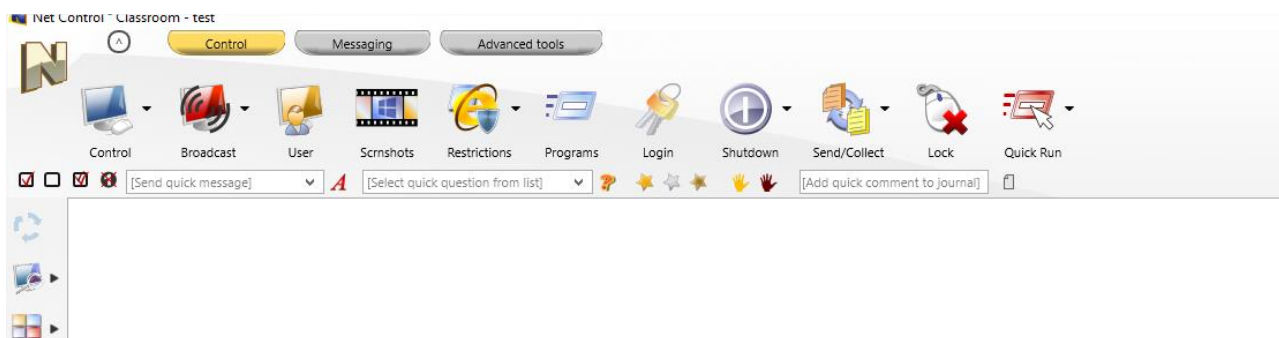 Net Control ² Classroom - test
Control Messaging Advanced tools
Control Broadcast User Scrnshots Restrictions Programs Login Shutdown Send/Collect Lock Quick Run
[Send quick message] A [Select quick question from list] [Add quick comment to journal]